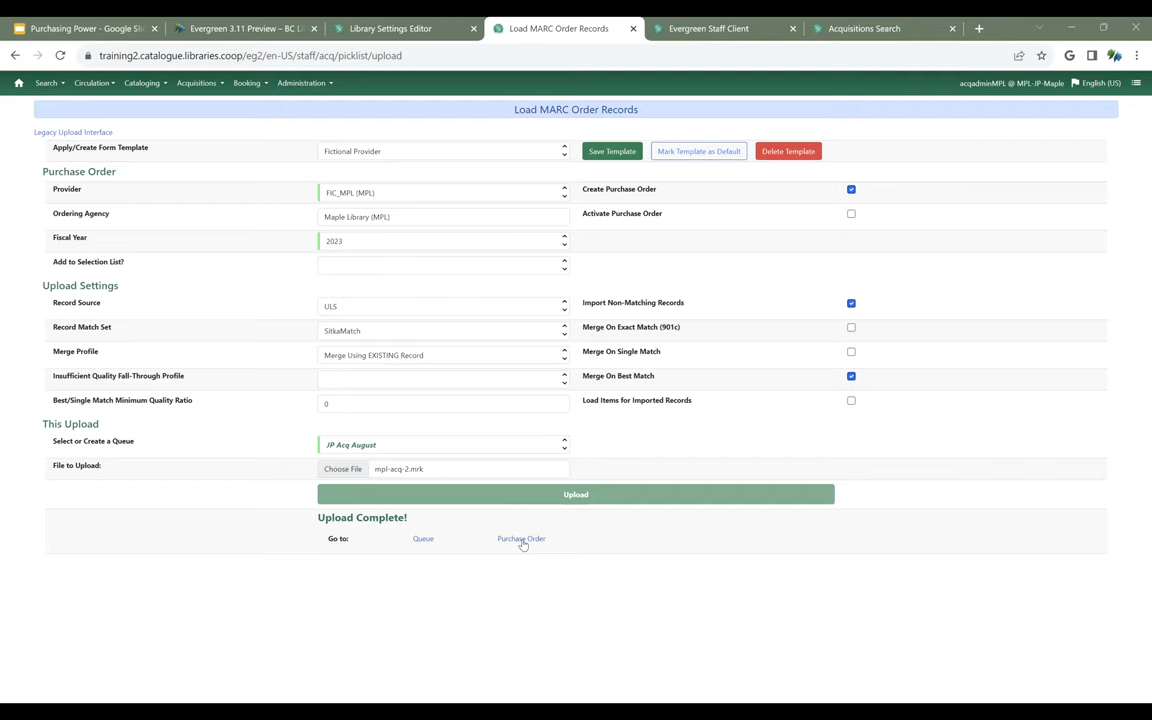 Purchasing Power - Google Sli
Evergreen 3.11 Preview – BC Li
Library Settings Editor
Load MARC Order Records
Evergreen Staff Client
Acquisitions Search
training2.catalogue.libraries.coop/eg2/en-US/staff/acq/picklist/upload
Search Circulation Cataloging Acquisitions Booking Administration acqadminMPL @ MPL-JP-Maple English (US)
Load MARC Order Records
Legacy Upload Interface
Apply/Create Form Template Fictional Provider Save Template Mark Template as Default Delete Template
Purchase Order
Provider FIC_MPL (MPL) Create Purchase Order
Ordering Agency Maple Library (MPL) Activate Purchase Order
Fiscal Year 2023
Add to Selection List?
Upload Settings
Record Source ULS Import Non-Matching Records
Record Match Set SitkaMatch Merge On Exact Match (901c)
Merge Profile Merge Using EXISTING Record Merge On Single Match
Insufficient Quality Fall-Through Profile Merge On Best Match
Best/Single Match Minimum Quality Ratio 0 Load Items for Imported Records
This Upload
Select or Create a Queue JP Acq August
File to Upload: Choose File mpl-acq-2.mrk
Upload
Upload Complete!
Go to: Queue Purchase Order